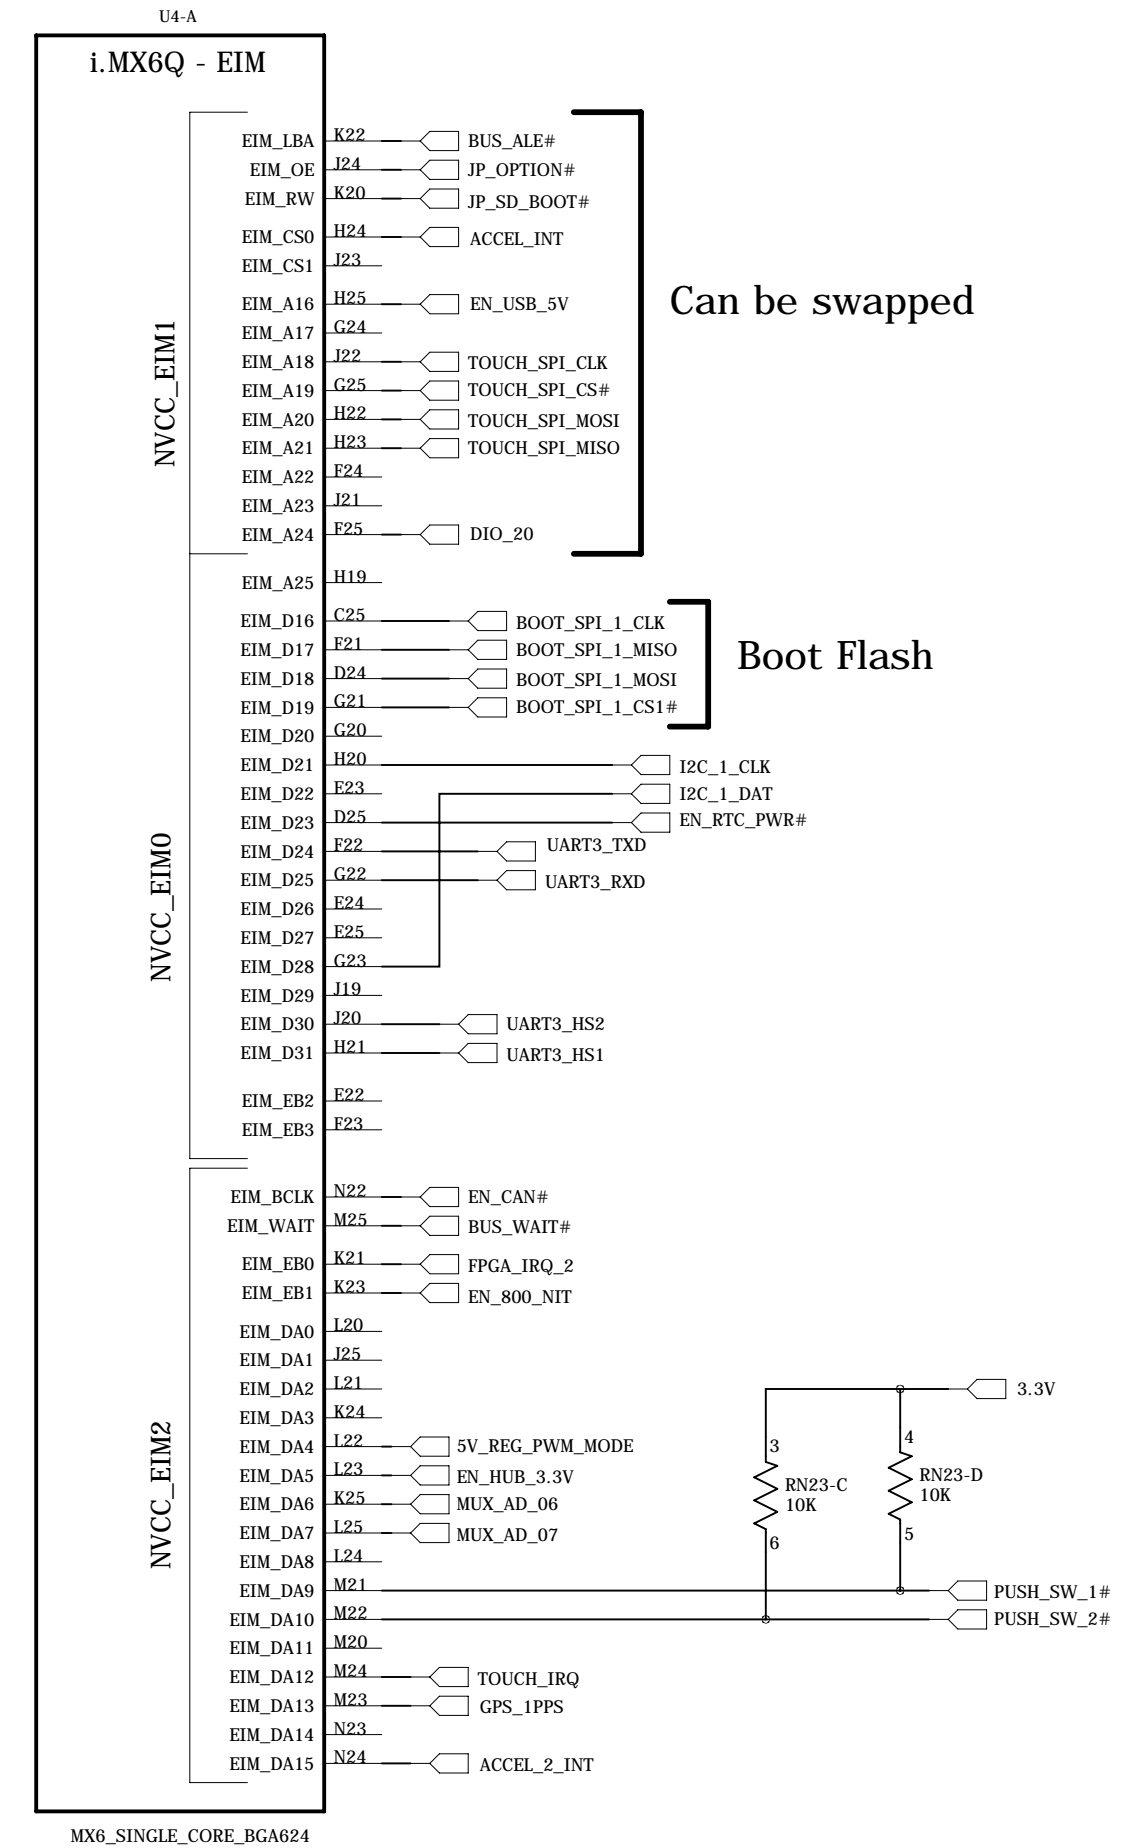 U4-A
i.MX6Q - EIM
NVCC_EIM1
EIM_LBA K22 BUS_ALE#
EIM_OE J24 JP_OPTION#
EIM_RW K20 JP_SD_BOOT#
EIM_CS0 H24 ACCEL_INT
EIM_CS1 J23
EIM_A16 H25 EN_USB_5V
EIM_A17 G24
EIM_A18 J22 TOUCH_SPI_CLK
EIM_A19 G25 TOUCH_SPI_CS#
EIM_A20 H22 TOUCH_SPI_MOSI
EIM_A21 H23 TOUCH_SPI_MISO
EIM_A22 F24
EIM_A23 J21
EIM_A24 F25 DIO_20
Can be swapped
NVCC_EIM0
EIM_A25 H19
EIM_D16 C25 BOOT_SPI_1_CLK
EIM_D17 F21 BOOT_SPI_1_MISO
EIM_D18 D24 BOOT_SPI_1_MOSI
EIM_D19 G21 BOOT_SPI_1_CS1#
Boot Flash
EIM_D20 G20
EIM_D21 H20 I2C_1_CLK
EIM_D22 E23 I2C_1_DAT
EIM_D23 D25 EN_RTC_PWR#
EIM_D24 F22 UART3_TXD
EIM_D25 G22 UART3_RXD
EIM_D26 E24
EIM_D27 E25
EIM_D28 G23
EIM_D29 J19
EIM_D30 J20 UART3_HS2
EIM_D31 H21 UART3_HS1
EIM_EB2 E22
EIM_EB3 F23
NVCC_EIM2
EIM_BCLK N22 EN_CAN#
EIM_WAIT M25 BUS_WAIT#
EIM_EB0 K21 FPGA_IRQ_2
EIM_EB1 K23 EN_800_NIT
EIM_DA0 L20
EIM_DA1 J25
EIM_DA2 L21
EIM_DA3 K24
EIM_DA4 L22 5V_REG_PWM_MODE
EIM_DA5 L23 EN_HUB_3.3V
EIM_DA6 K25 MUX_AD_06
EIM_DA7 L25 MUX_AD_07
EIM_DA8 L24
EIM_DA9 M21 PUSH_SW_1#
EIM_DA10 M22 PUSH_SW_2#
EIM_DA11 M20
EIM_DA12 M24 TOUCH_IRQ
EIM_DA13 M23 GPS_1PPS
EIM_DA14 N23
EIM_DA15 N24 ACCEL_2_INT
3.3V
3
RN23-C
10K
6
4
RN23-D
10K
5
MX6_SINGLE_CORE_BGA624